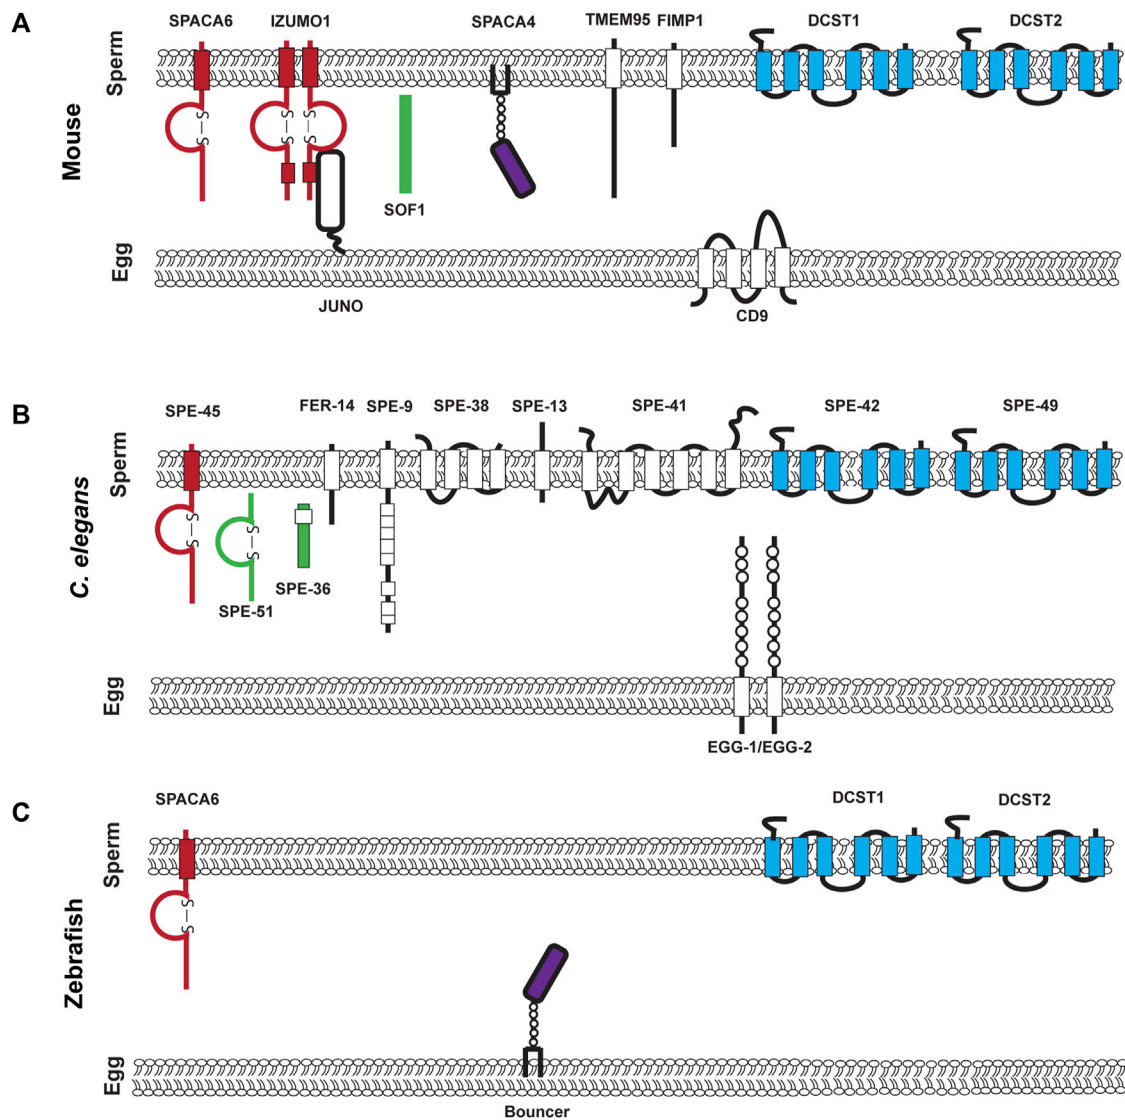 A
SPACA6 IZUMO1 SPACA4 TMEM95 FIMP1 DCST1 DCST2
Sperm
Mouse
S–S S–S S–S
SOF1
Egg
JUNO
CD9
B
SPE-45 FER-14 SPE-9 SPE-38 SPE-13 SPE-41 SPE-42 SPE-49
Sperm
C. elegans
S–S S–S
SPE-51
SPE-36
Egg
EGG-1/EGG-2
C
SPACA6 DCST1 DCST2
Sperm
Zebrafish
S–S
Egg
Bouncer